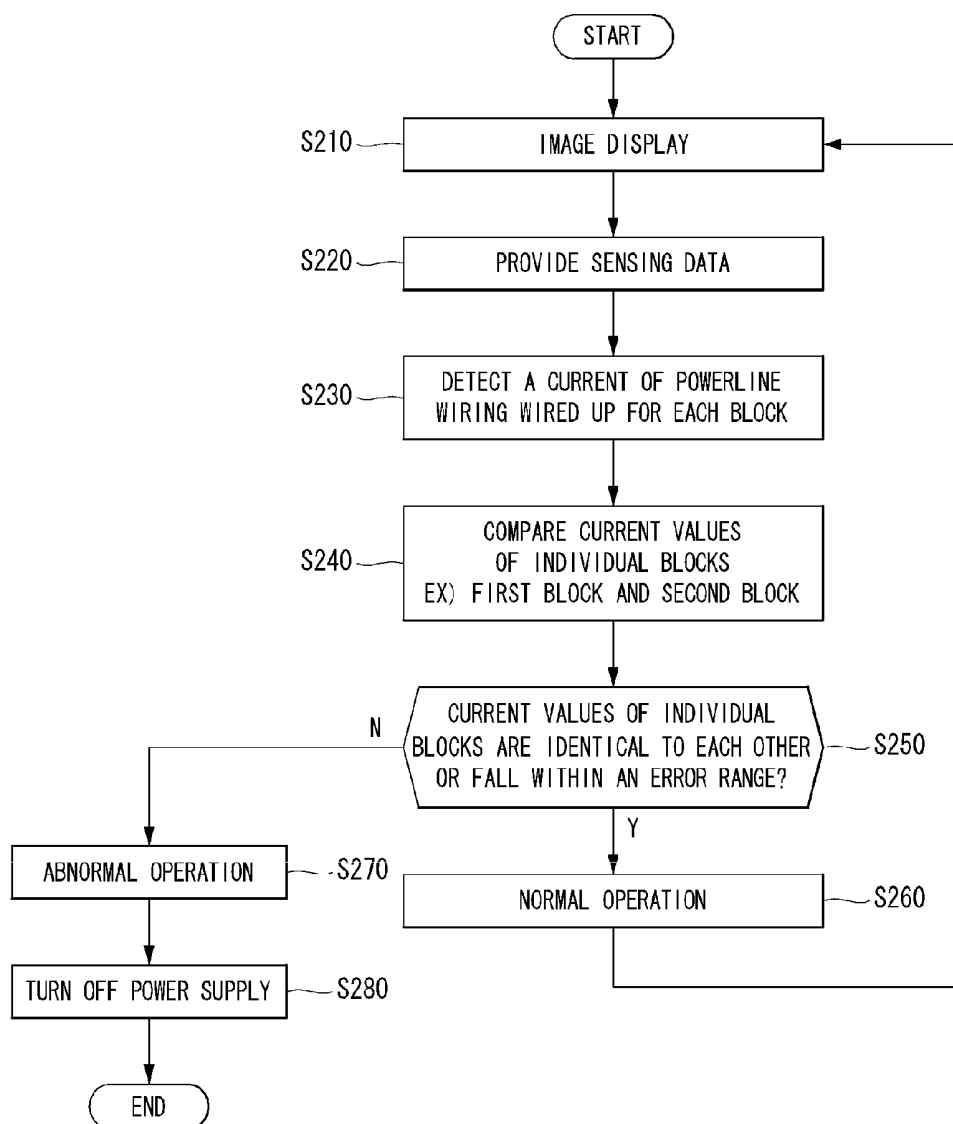 START
S210
IMAGE DISPLAY
S220
PROVIDE SENSING DATA
S230
DETECT A CURRENT OF POWERLINE
WIRING WIRED UP FOR EACH BLOCK
S240
COMPARE CURRENT VALUES
OF INDIVIDUAL BLOCKS
EX) FIRST BLOCK AND SECOND BLOCK
N
CURRENT VALUES OF INDIVIDUAL
BLOCKS ARE IDENTICAL TO EACH OTHER
OR FALL WITHIN AN ERROR RANGE?
S250
Y
ABNORMAL OPERATION
S270
NORMAL OPERATION
S260
TURN OFF POWER SUPPLY
S280
END